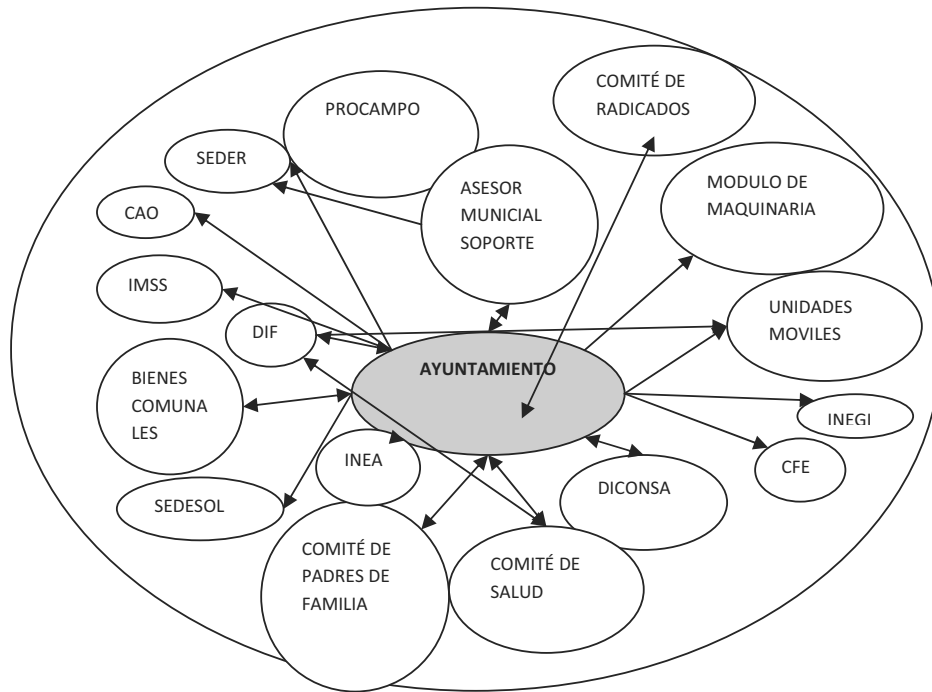 PROCAMPO
COMITÉ DE
RADICADOS
SEDER
ASESOR
MUNICIAL
SOPORTE
MODULO DE
MAQUINARIA
CAO
IMSS
DIF
UNIDADES
MOVILES
AYUNTAMIENTO
BIENES
COMUNA
LES
INEGI
INEA
CFE
SEDESOL
DICONSA
COMITÉ DE
PADRES DE
FAMILIA
COMITÉ DE
SALUD